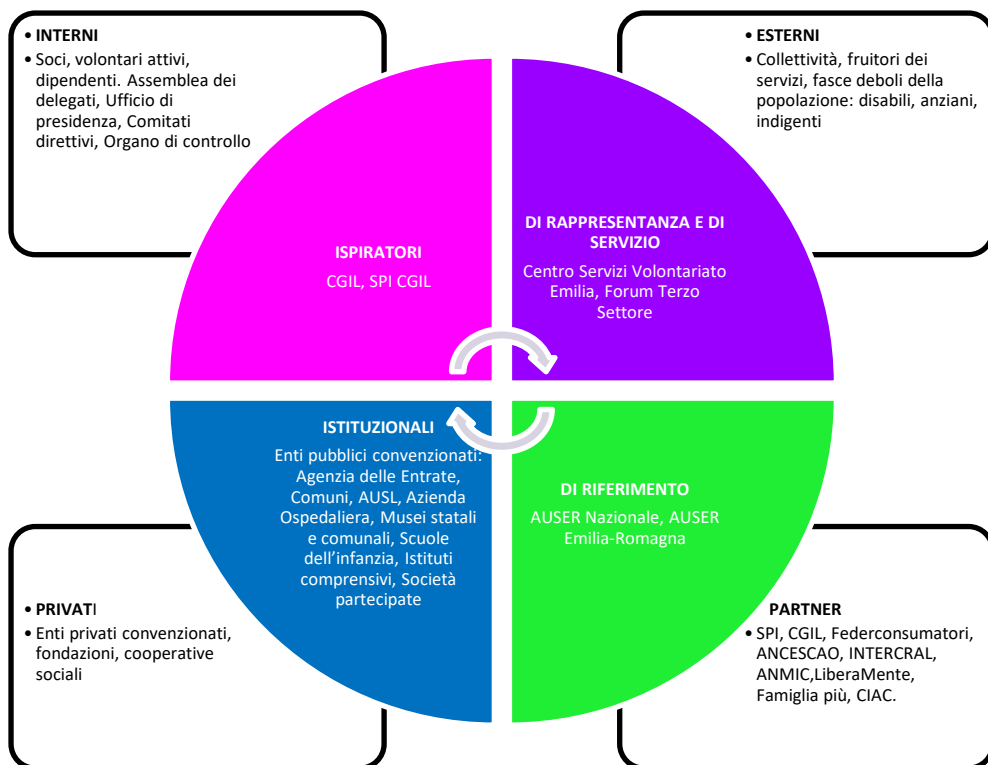 • INTERNI
• Soci, volontari attivi,
dipendenti. Assemblea dei
delegati, Ufficio di
presidenza, Comitati
direttivi, Organo di controllo
• ESTERNI
• Collettività, fruitori dei
servizi, fasce deboli della
popolazione: disabili, anziani,
indigenti
ISPIRATORI
CGIL, SPI CGIL
DI RAPPRESENTANZA E DI
SERVIZIO
Centro Servizi Volontariato
Emilia, Forum Terzo
Settore
ISTITUZIONALI
Enti pubblici convenzionati:
Agenzia delle Entrate,
Comuni, AUSL, Azienda
Ospedaliera, Musei statali
e comunali, Scuole
dell’infanzia, Istituti
comprensivi, Società
partecipate
DI RIFERIMENTO
AUSER Nazionale, AUSER
Emilia-Romagna
• PRIVATI
• Enti privati convenzionati,
fondazioni, cooperative
sociali
PARTNER
• SPI, CGIL, Federconsumatori,
ANCESCAO, INTERCRAL,
ANMIC,LiberaMente,
Famiglia più, CIAC.